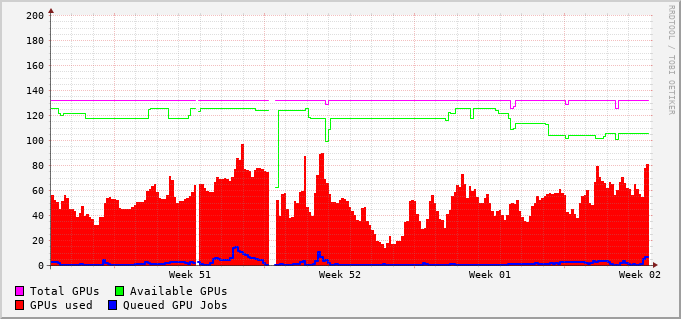 200
180
160
140
120
100
80
60
40
20
0
Week 51 Week 52 Week 01 Week 02
Total GPUs Available GPUs
GPUs used Queued GPU Jobs
RRDTOOL / TOBI OETIKER